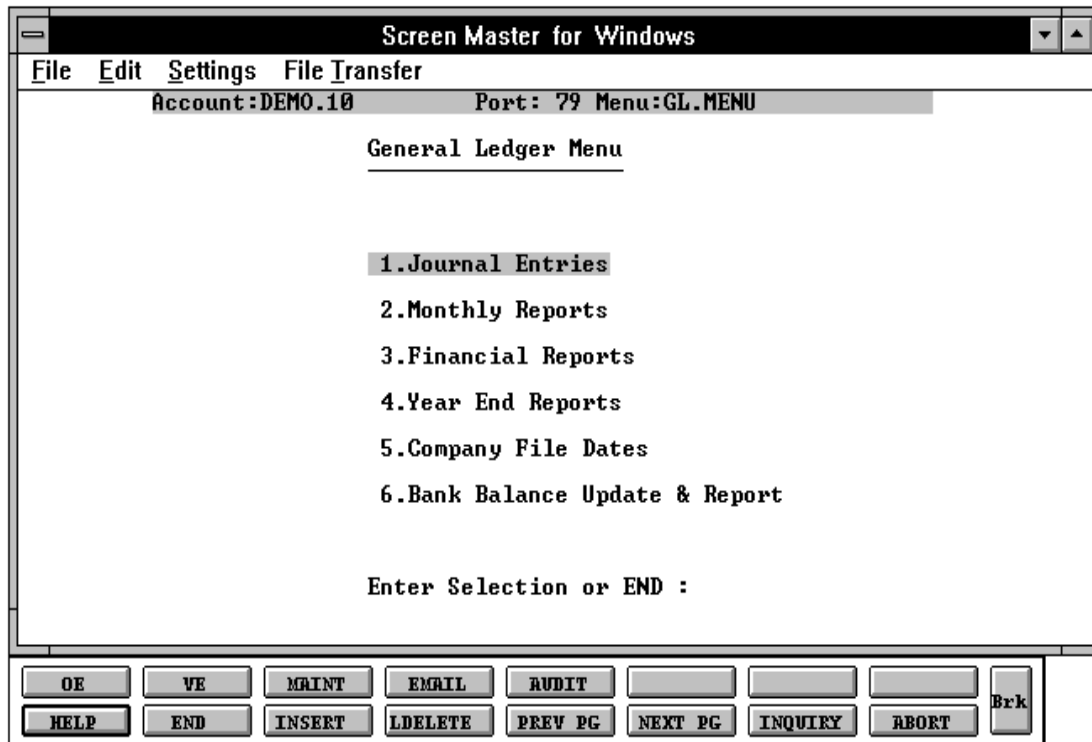 Screen Master for Windows
File Edit Settings File Transfer
Account:DEMO.10 Port: 79 Menu:GL.MENU
General Ledger Menu
1.Journal Entries
2.Monthly Reports
3.Financial Reports
4.Year End Reports
5.Company File Dates
6.Bank Balance Update & Report
Enter Selection or END :
OE VE MAINT EMAIL AUDIT
Brk
HELP END INSERT LDELETE PREV PG NEXT PG INQUIRY ABORT